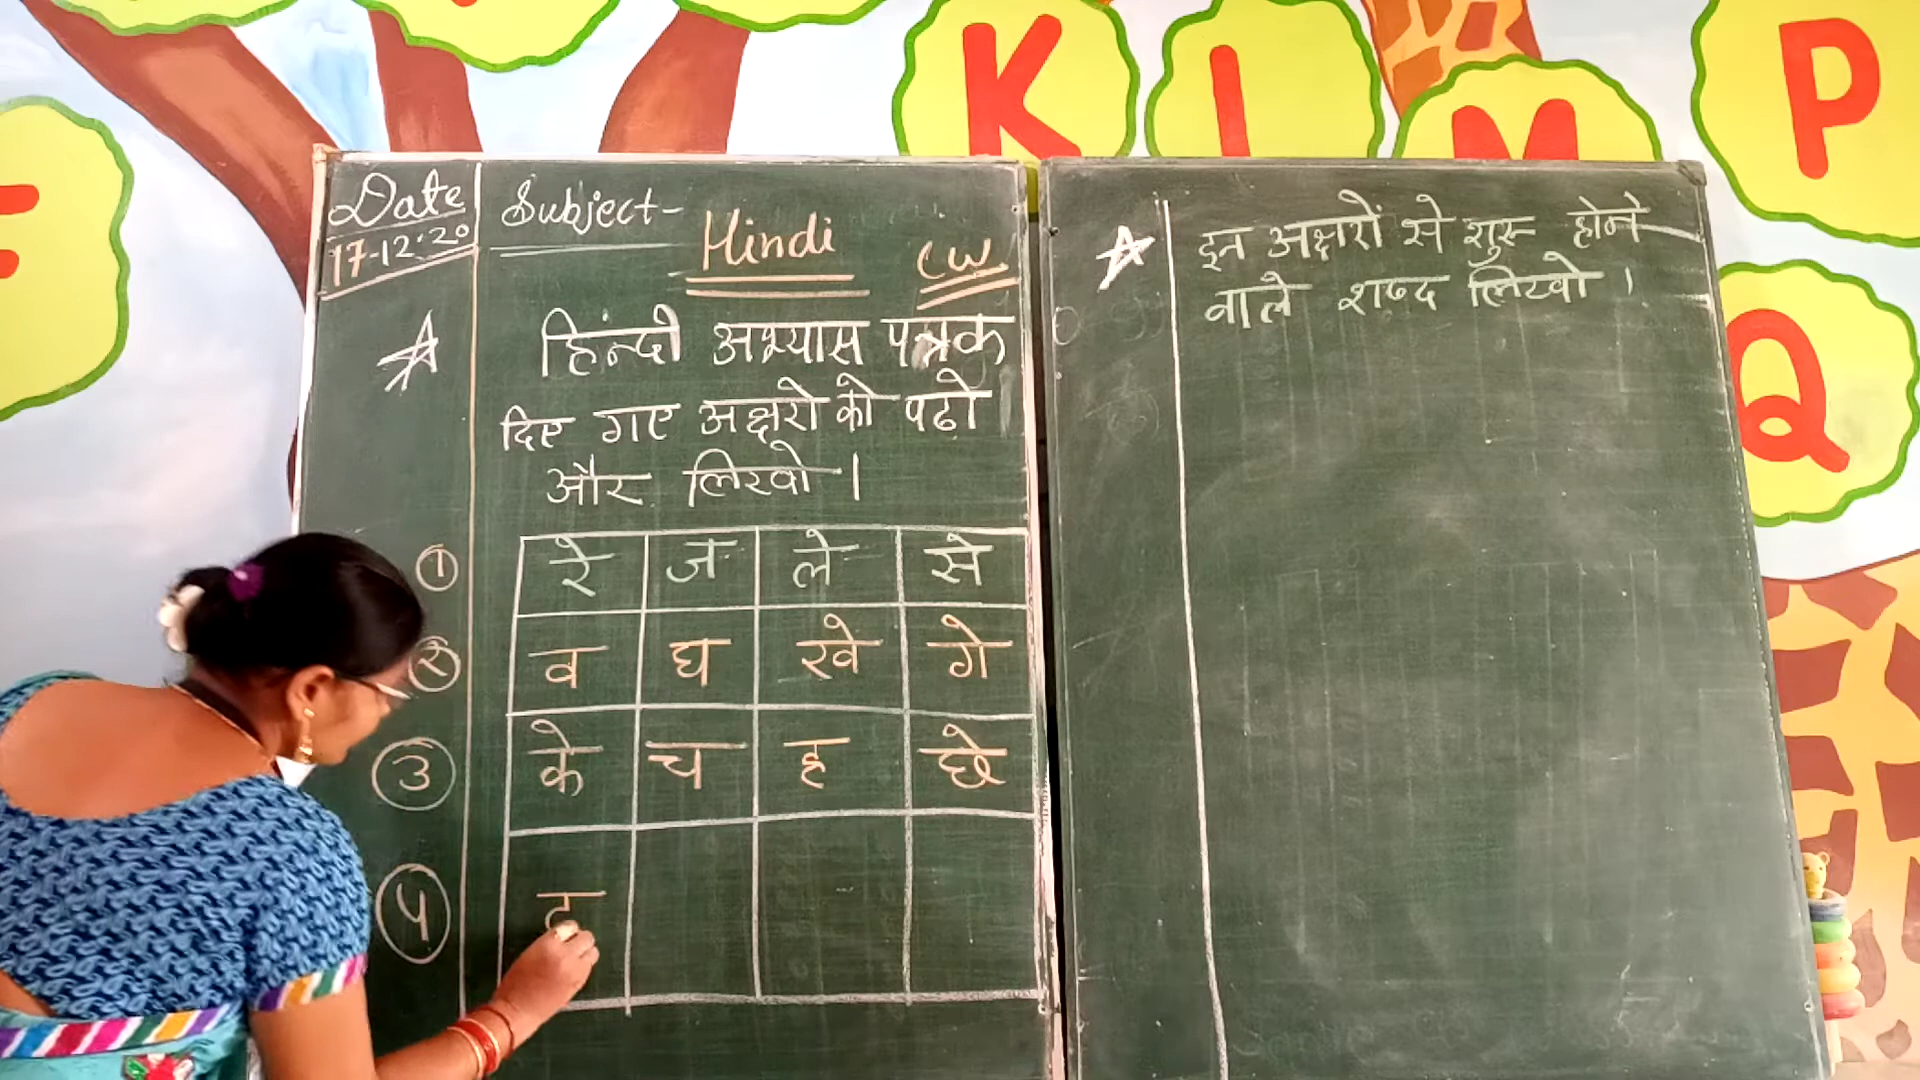 F
K
L
M
P
Q
Date
17-12-20
Subject- Hindi CW.
हिंन्दी अभ्यास पत्रक
दिए गए अक्षरो को पढो
और लिखो।
① रे ज ले से
② व घ खे गे
③ के च ह छे
इन अक्षरों से शुरू होने
वाले शब्द लिखो।